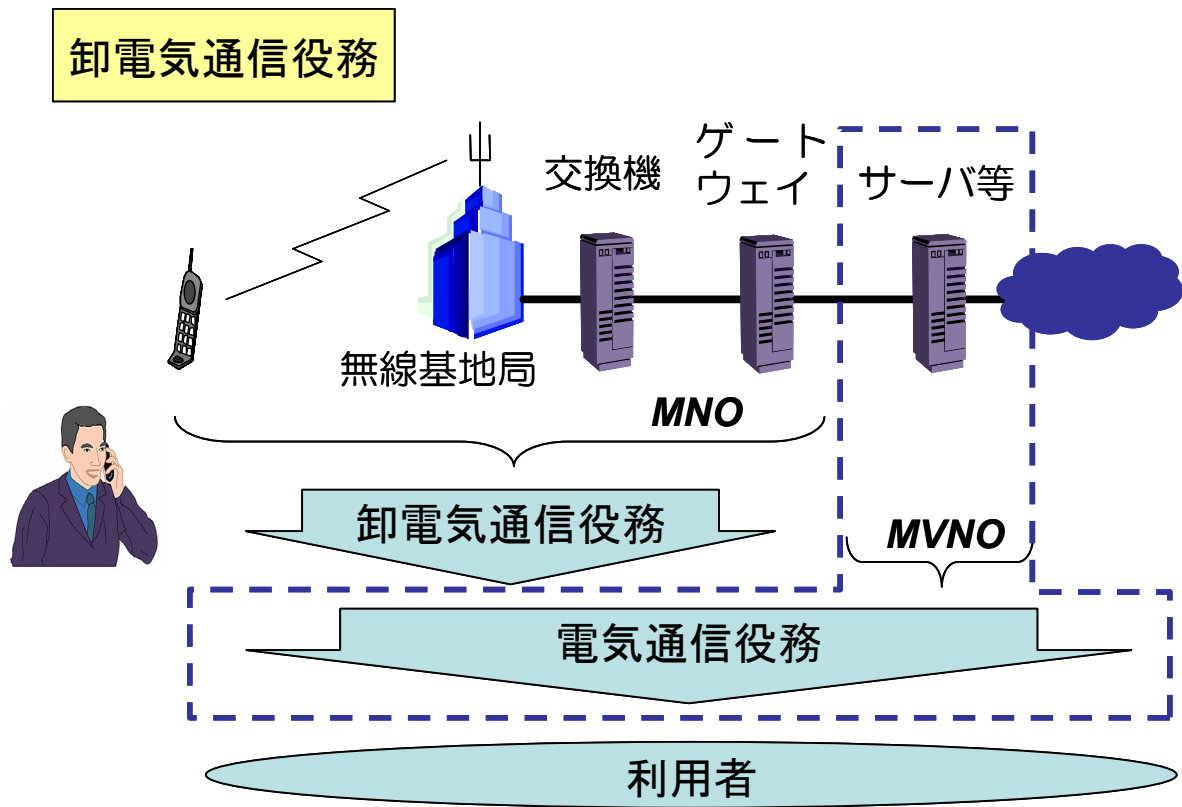 卸電気通信役務
交換機
ゲート
ウェイ
サーバ等
無線基地局
MNO
卸電気通信役務
MVNO
電気通信役務
利用者